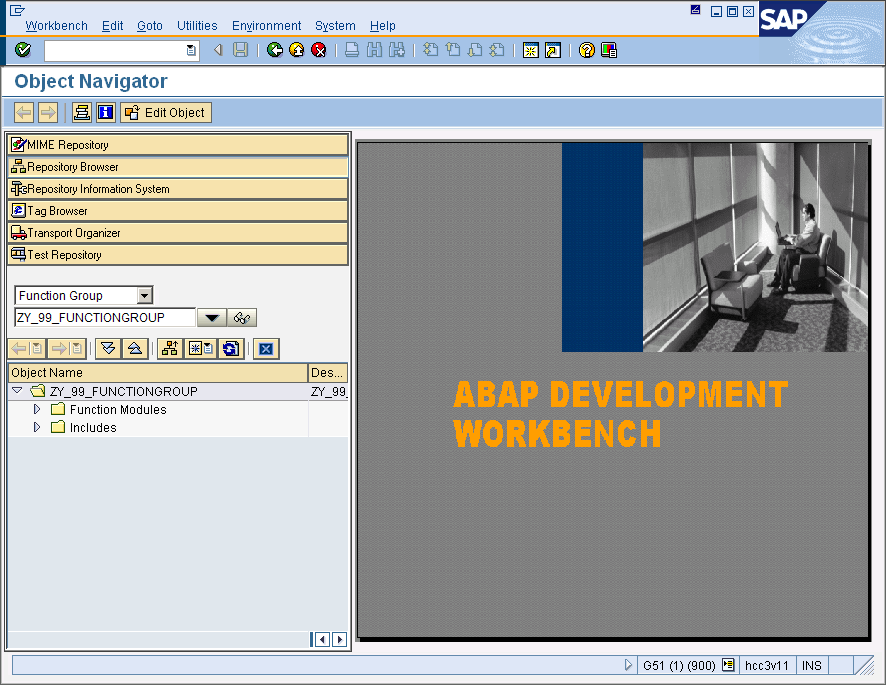 Workbench Edit Goto Utilities Environment System Help
SAP
Object Navigator
Edit Object
MIME Repository
Repository Browser
Repository Information System
Tag Browser
Transport Organizer
Test Repository
Function Group
ZY_99_FUNCTIONGROUP
Object Name Des...
ZY_99_FUNCTIONGROUP ZY_99_
Function Modules
Includes
ABAP DEVELOPMENT
WORKBENCH
G51 (1) (900) hcc3v11 INS